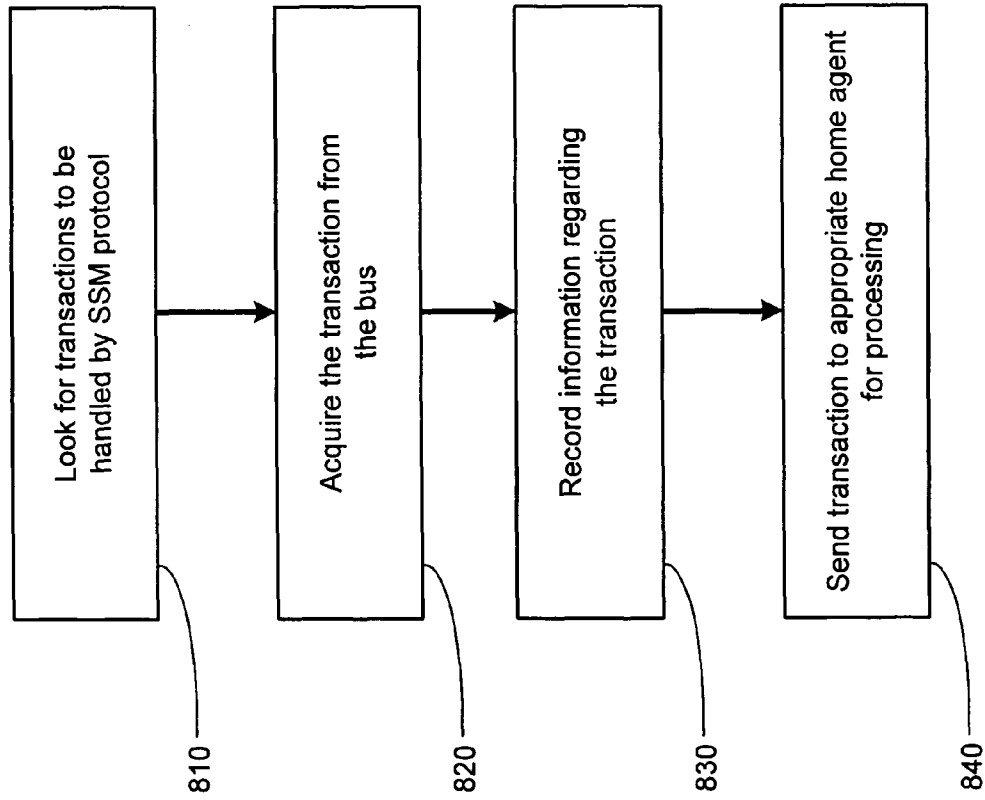 Look for transactions to be
handled by SSM protocol
810
Acquire the transaction from
the bus
820
Record information regarding
the transaction
830
Send transaction to appropriate home agent
for processing
840